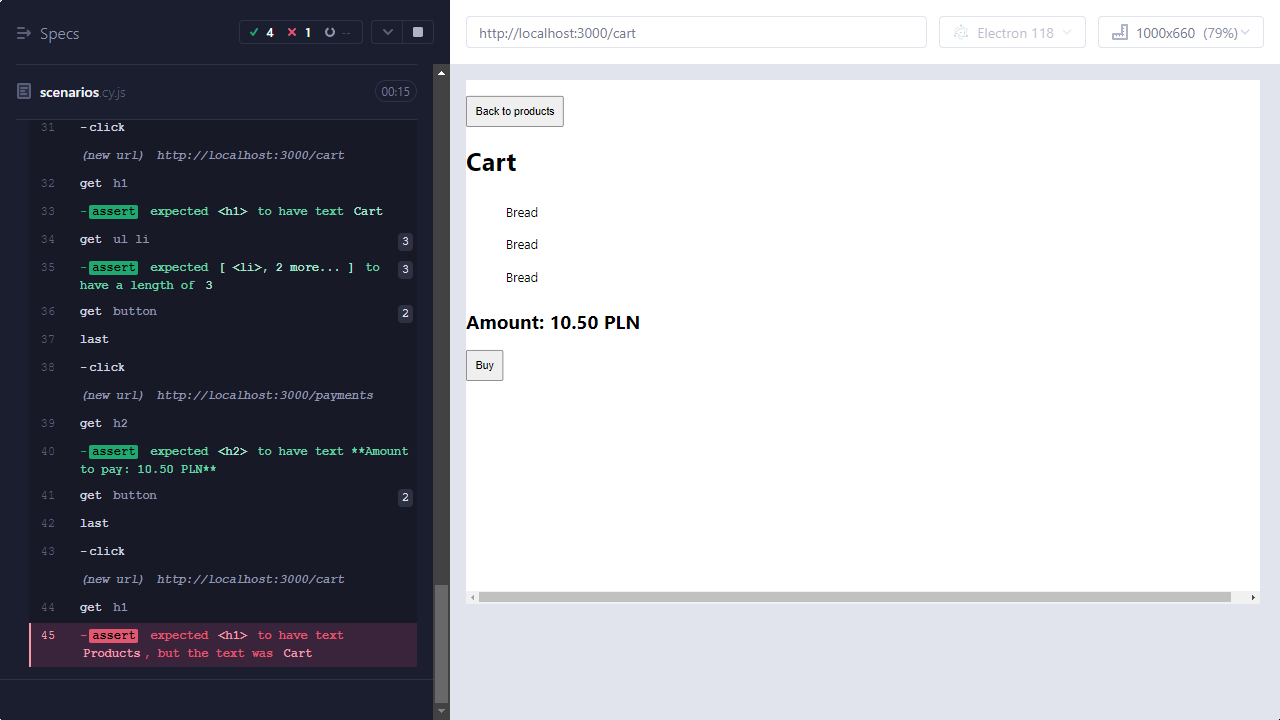 Specs
4 1 --
scenarios.cy.js
00:15
31 -click
(new url) http://localhost:3000/cart
32 get h1
33 -assert expected <h1> to have text Cart
34 get ul li 3
35 -assert expected [ <li>, 2 more... ] to 3
have a length of 3
36 get button 2
37 last
38 -click
(new url) http://localhost:3000/payments
39 get h2
40 -assert expected <h2> to have text **Amount
to pay: 10.50 PLN**
41 get button 2
42 last
43 -click
(new url) http://localhost:3000/cart
44 get h1
45 -assert expected <h1> to have text
Products, but the text was Cart
http://localhost:3000/cart
Electron 118
1000x660 (79%)
Back to products
Cart
Bread
Bread
Bread
Amount: 10.50 PLN
Buy